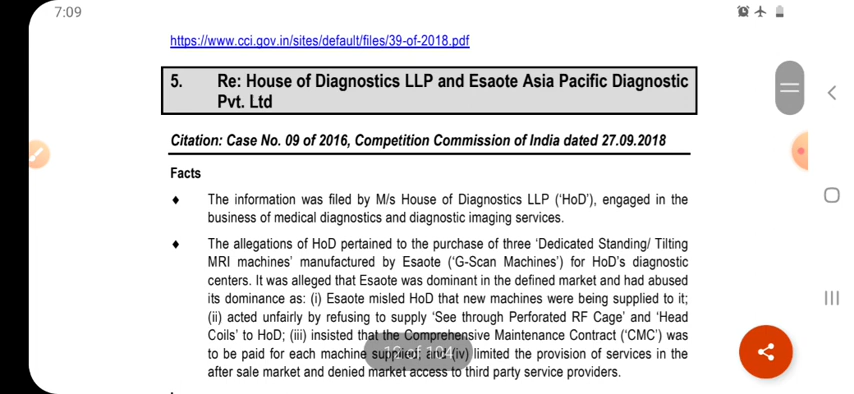 7:09
https://www.cci.gov.in/sites/default/files/39-of-2018.pdf
5. Re: House of Diagnostics LLP and Esaote Asia Pacific Diagnostic
Pvt. Ltd
Citation: Case No. 09 of 2016, Competition Commission of India dated 27.09.2018
Facts
♦ The information was filed by M/s House of Diagnostics LLP (‘HoD’), engaged in the
business of medical diagnostics and diagnostic imaging services.
♦ The allegations of HoD pertained to the purchase of three ‘Dedicated Standing/ Tilting
MRI machines’ manufactured by Esaote (‘G-Scan Machines’) for HoD’s diagnostic
centers. It was alleged that Esaote was dominant in the defined market and had abused
its dominance as: (i) Esaote misled HoD that new machines were being supplied to it;
(ii) acted unfairly by refusing to supply ‘See through Perforated RF Cage’ and ‘Head
Coils’ to HoD; (iii) insisted that the Comprehensive Maintenance Contract (‘CMC’) was
to be paid for each machine supplied; and (iv) limited the provision of services in the
after sale market and denied market access to third party service providers.